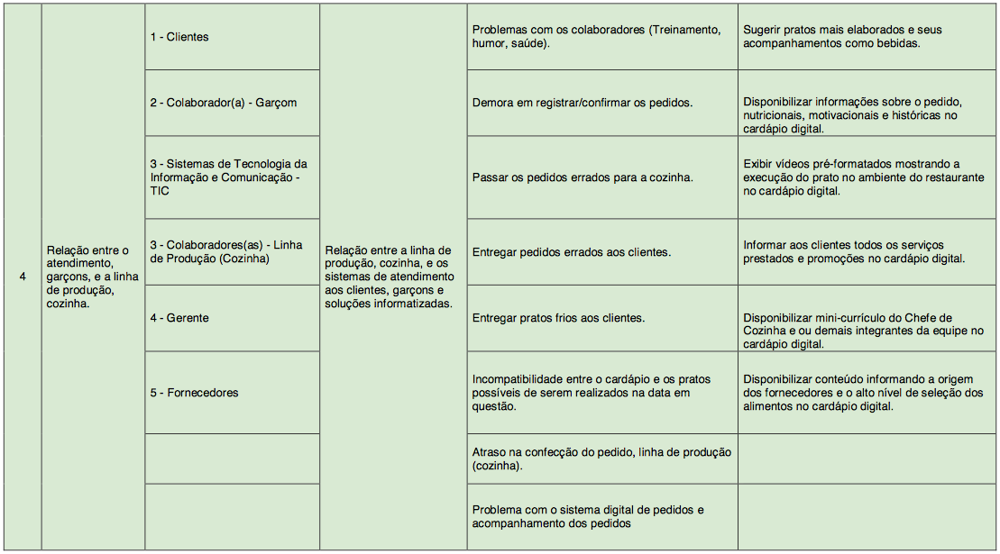 4
Relação entre o
atendimento,
garçons, e a linha
de produção,
cozinha.
1 - Clientes
2 - Colaborador(a) - Garçom
3 - Sistemas de Tecnologia da
Informação e Comunicação -
TIC
3 - Colaboradores(as) - Linha
de Produção (Cozinha)
4 - Gerente
5 - Fornecedores
Relação entre a linha de
produção, cozinha, e os
sistemas de atendimento
aos clientes, garçons e
soluções informatizadas.
Problemas com os colaboradores (Treinamento,
humor, saúde).
Demora em registrar/confirmar os pedidos.
Passar os pedidos errados para a cozinha.
Entregar pedidos errados aos clientes.
Entregar pratos frios aos clientes.
Incompatibilidade entre o cardápio e os pratos
possíveis de serem realizados na data em
questão.
Atraso na confecção do pedido, linha de produção
(cozinha).
Problema com o sistema digital de pedidos e
acompanhamento dos pedidos
Sugerir pratos mais elaborados e seus
acompanhamentos como bebidas.
Disponibilizar informações sobre o pedido,
nutricionais, motivacionais e históricas no
cardápio digital.
Exibir vídeos pré-formatados mostrando a
execução do prato no ambiente do restaurante
no cardápio digital.
Informar aos clientes todos os serviços
prestados e promoções no cardápio digital.
Disponibilizar mini-currículo do Chefe de
Cozinha e ou demais integrantes da equipe no
cardápio digital.
Disponibilizar conteúdo informando a origem
dos fornecedores e o alto nível de seleção dos
alimentos no cardápio digital.